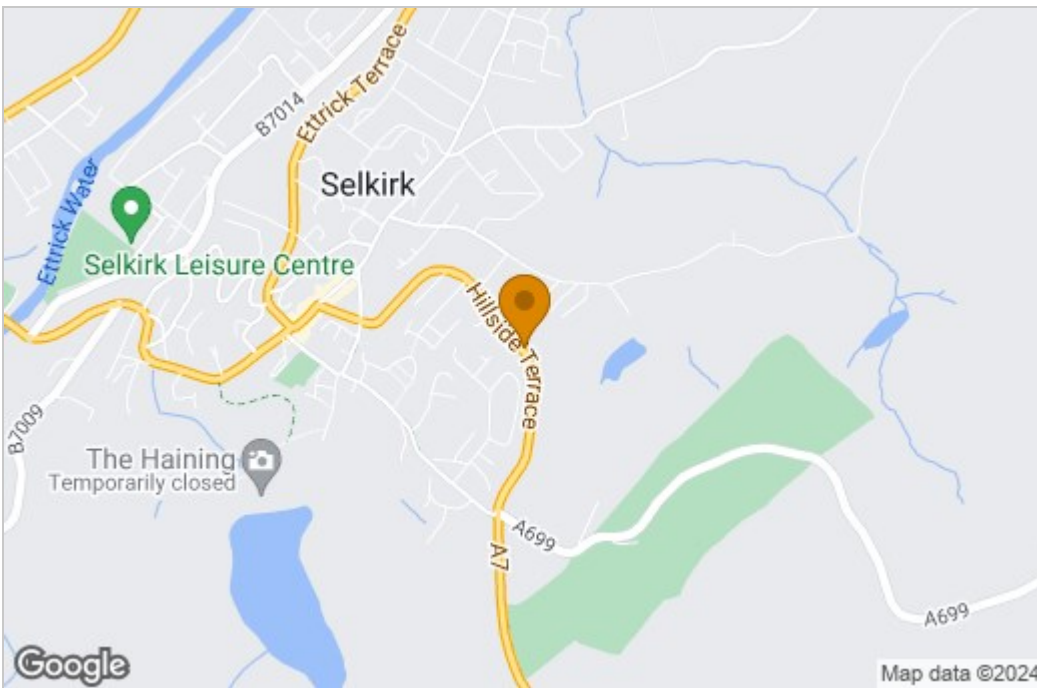 Ettrick Terrace
B7014
Selkirk
Ettrick Water
Selkirk Leisure Centre
Hillside Terrace
B7009
The Haining
Temporarily closed
A699
A7
A699
Google
Map data ©2024